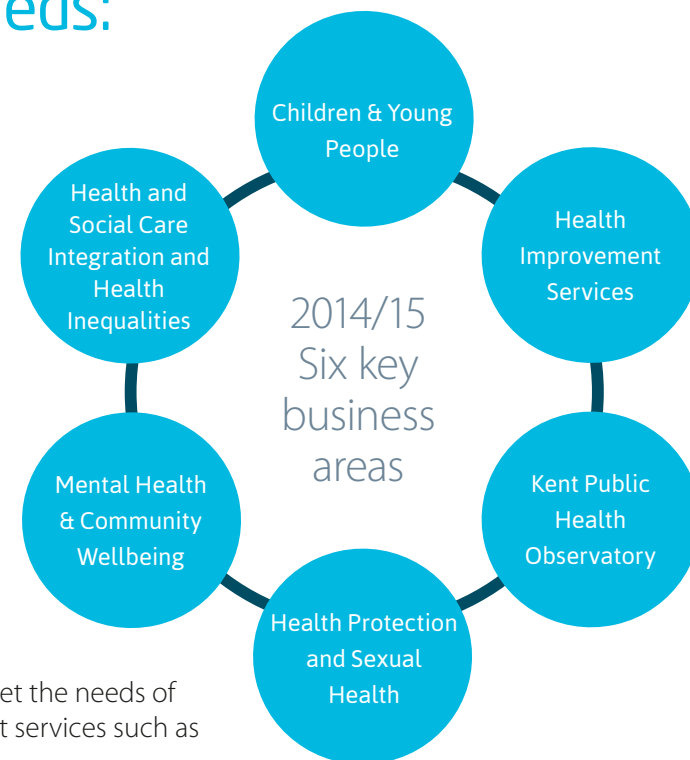 eds:
Children & Young
People
Health
Improvement
Services
Kent Public
Health
Observatory
Health Protection
and Sexual
Health
Mental Health
& Community
Wellbeing
Health and
Social Care
Integration and
Health
Inequalities
2014/15
Six key
business
areas
et the needs of
t services such as